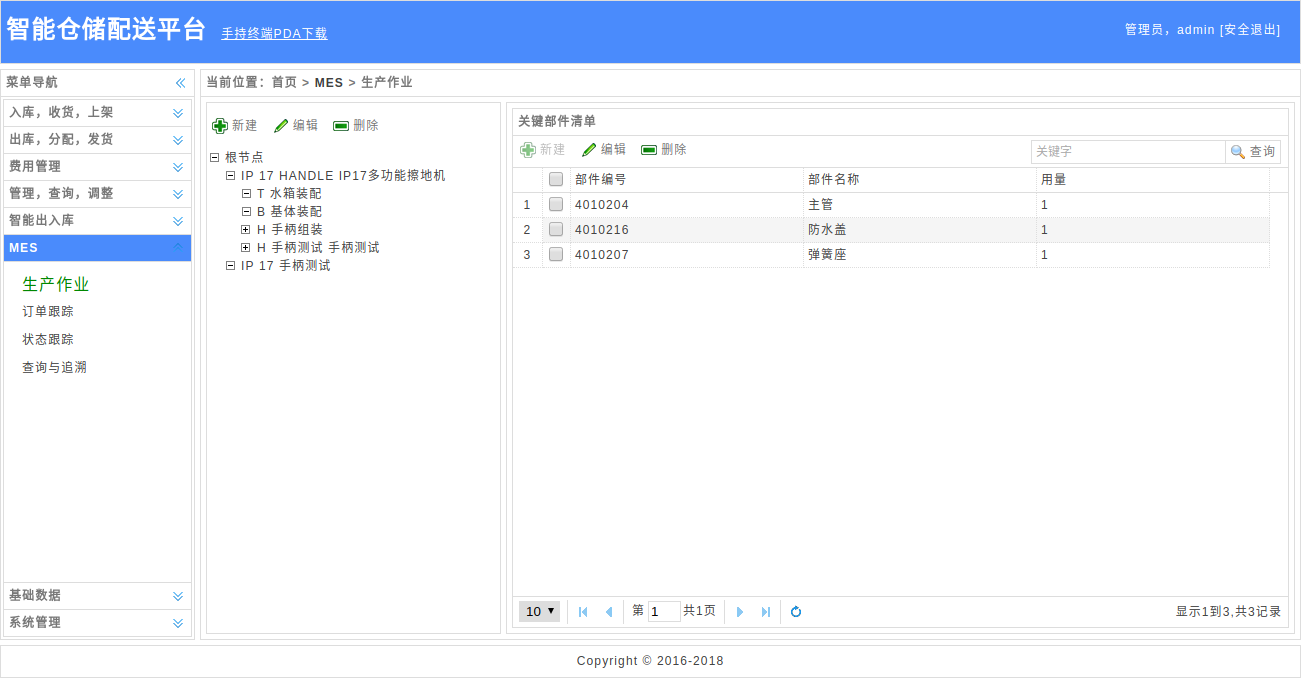 智能仓储配送平台 手持终端PDA下载 管理员，admin [安全退出]
菜单导航
入库，收货，上架
出库，分配，发货
费用管理
管理，查询，调整
智能出入库
MES
生产作业
订单跟踪
状态跟踪
查询与追溯
基础数据
系统管理
当前位置：首页 > MES > 生产作业
新建 编辑 删除
根节点
IP 17 HANDLE IP17多功能擦地机
T 水箱装配
B 基体装配
H 手柄组装
H 手柄测试 手柄测试
IP 17 手柄测试
关键部件清单
新建 编辑 删除 关键字 查询
部件编号 部件名称 用量
1 4010204 主管 1
2 4010216 防水盖 1
3 4010207 弹簧座 1
10 第 1 共1页 显示1到3,共3记录
Copyright © 2016-2018